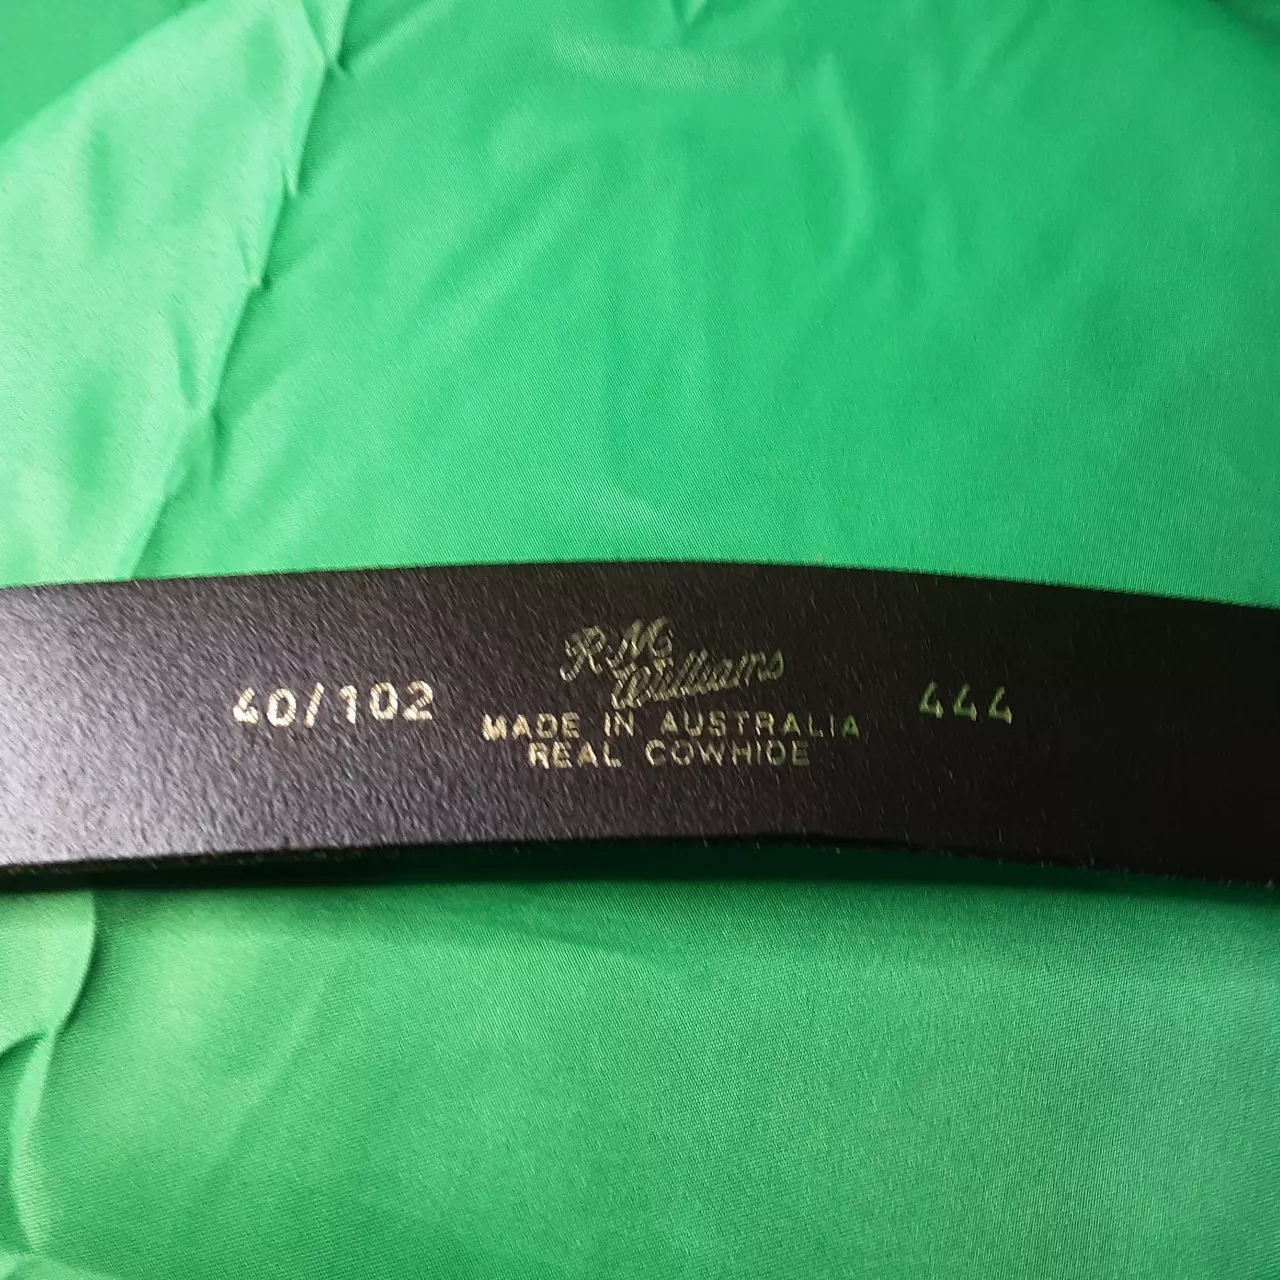 40/102
R.M.
Williams
MADE IN AUSTRALIA
REAL COWHIDE
444